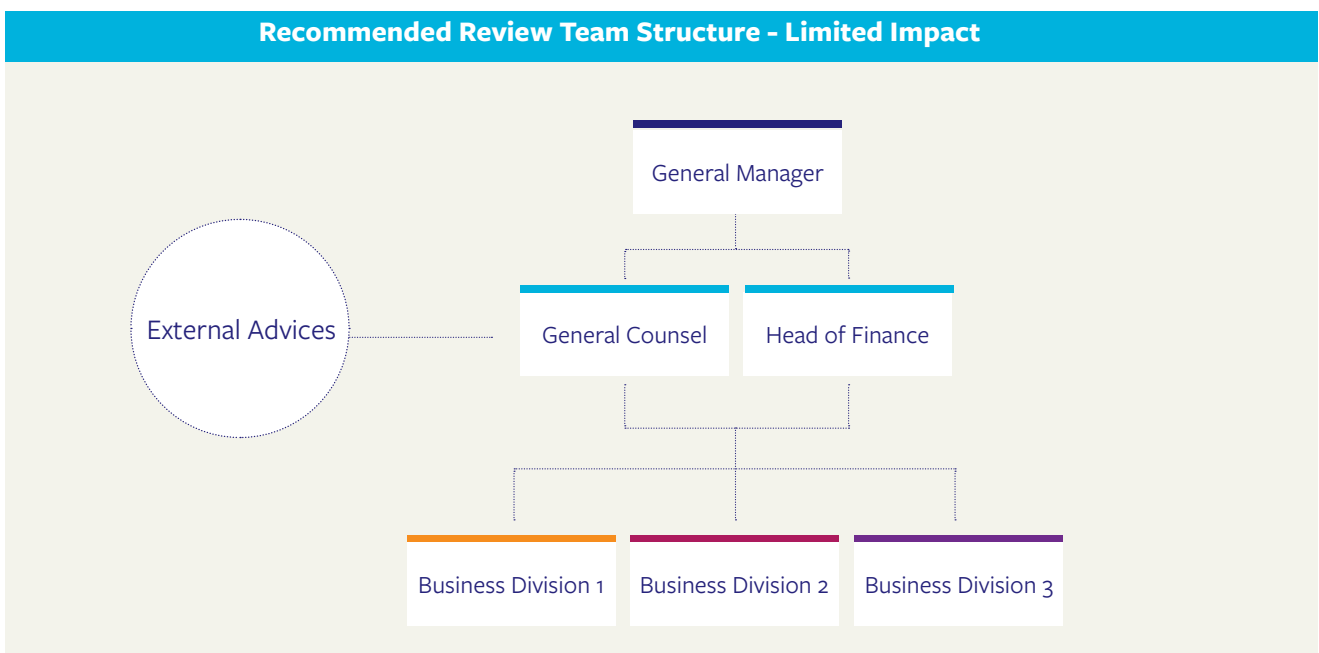 Recommended Review Team Structure - Limited Impact
General Manager
External Advices
General Counsel
Head of Finance
Business Division 1
Business Division 2
Business Division 3